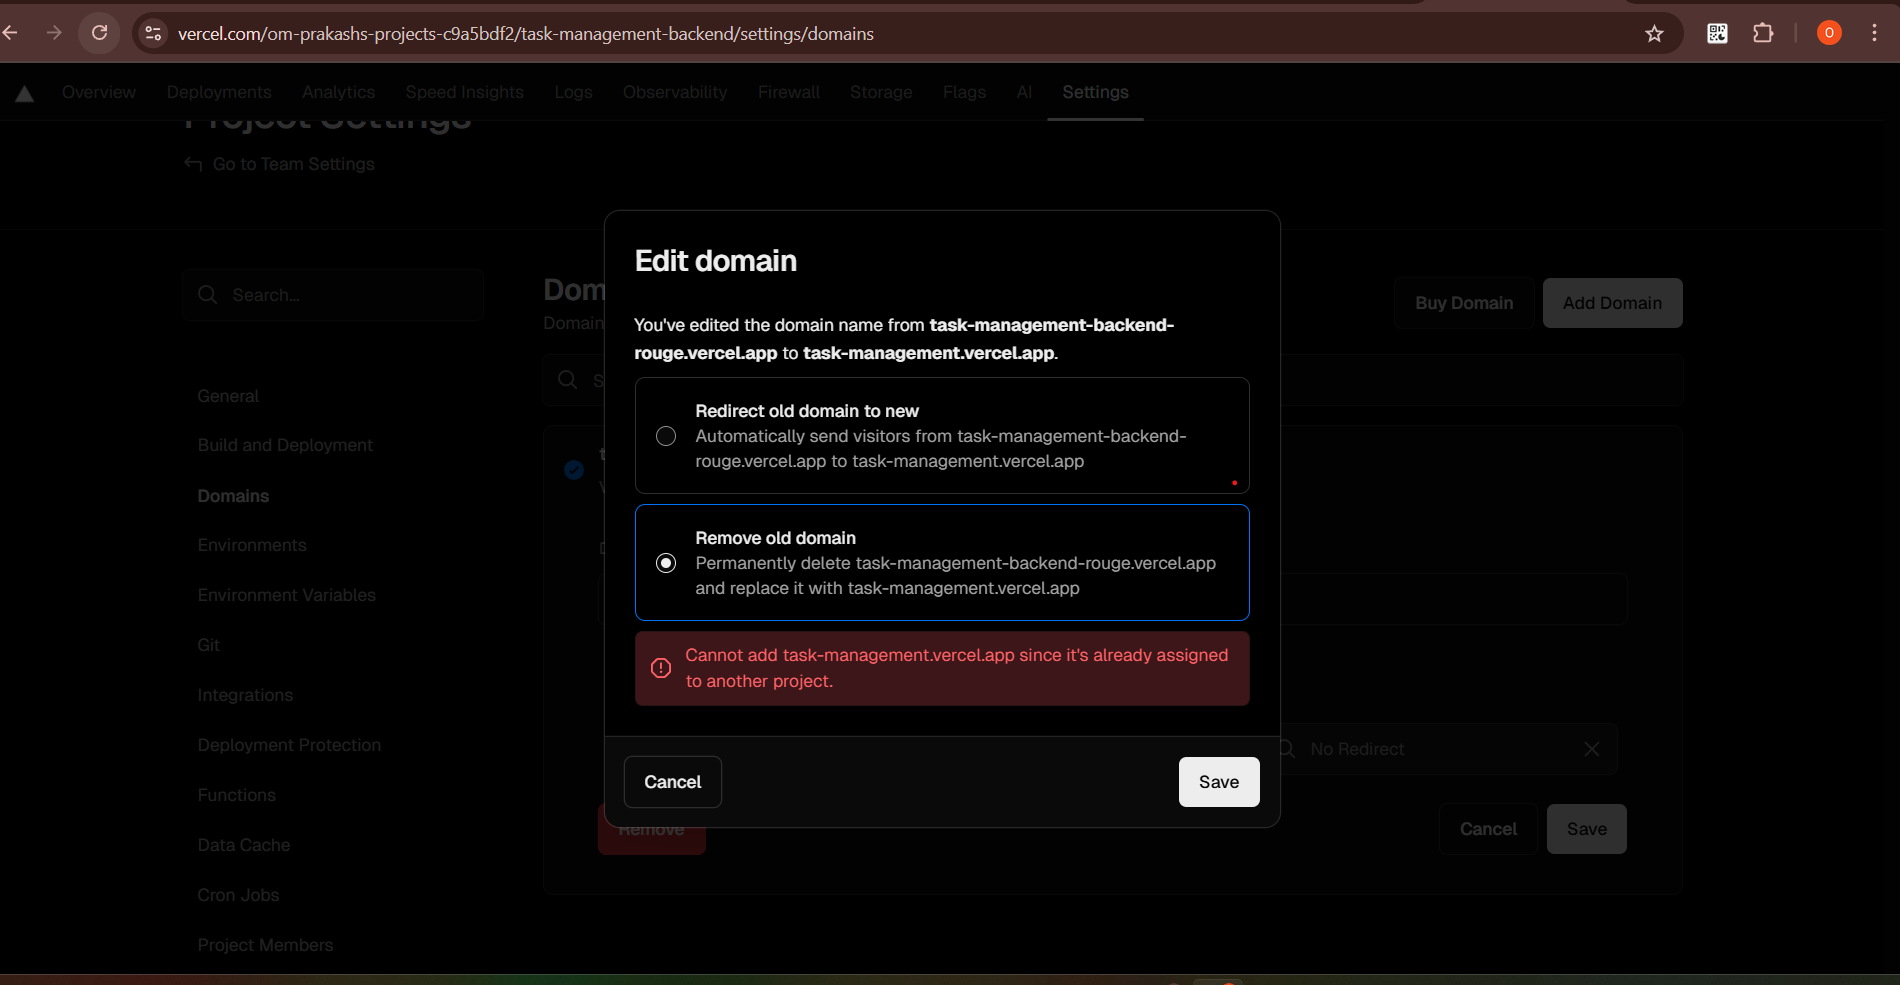 vercel.com/om-prakashs-projects-c9a5bdf2/task-management-backend/settings/domains
O
Overview
Deployments
Analytics
Speed Insights
Logs
Observability
Firewall
Storage
Flags
AI
Settings
Project Settings
Go to Team Settings
Search...
General
Build and Deployment
Domains
Environments
Environment Variables
Git
Integrations
Deployment Protection
Functions
Data Cache
Cron Jobs
Project Members
Dom
Domain
Buy Domain
Add Domain
S
Edit domain
You've edited the domain name from task-management-backend-
rouge.vercel.app to task-management.vercel.app.
Redirect old domain to new
Automatically send visitors from task-management-backend-
rouge.vercel.app to task-management.vercel.app
Remove old domain
Permanently delete task-management-backend-rouge.vercel.app
and replace it with task-management.vercel.app
Cannot add task-management.vercel.app since it's already assigned
to another project.
Cancel
Save
No Redirect
Remove
Cancel
Save